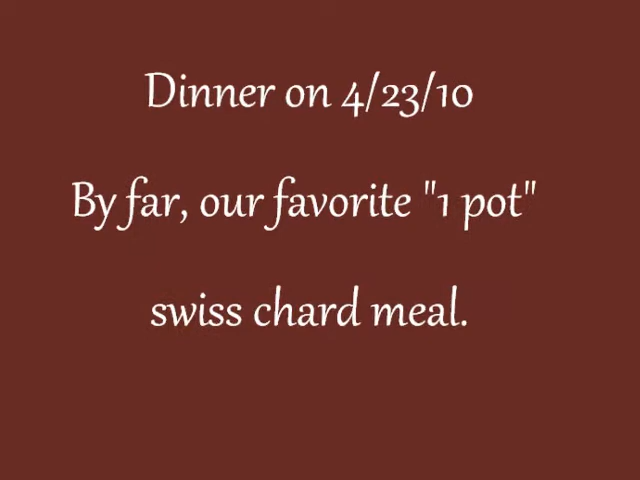 Dinner on 4/23/10
By far, our favorite "1 pot"
swiss chard meal.